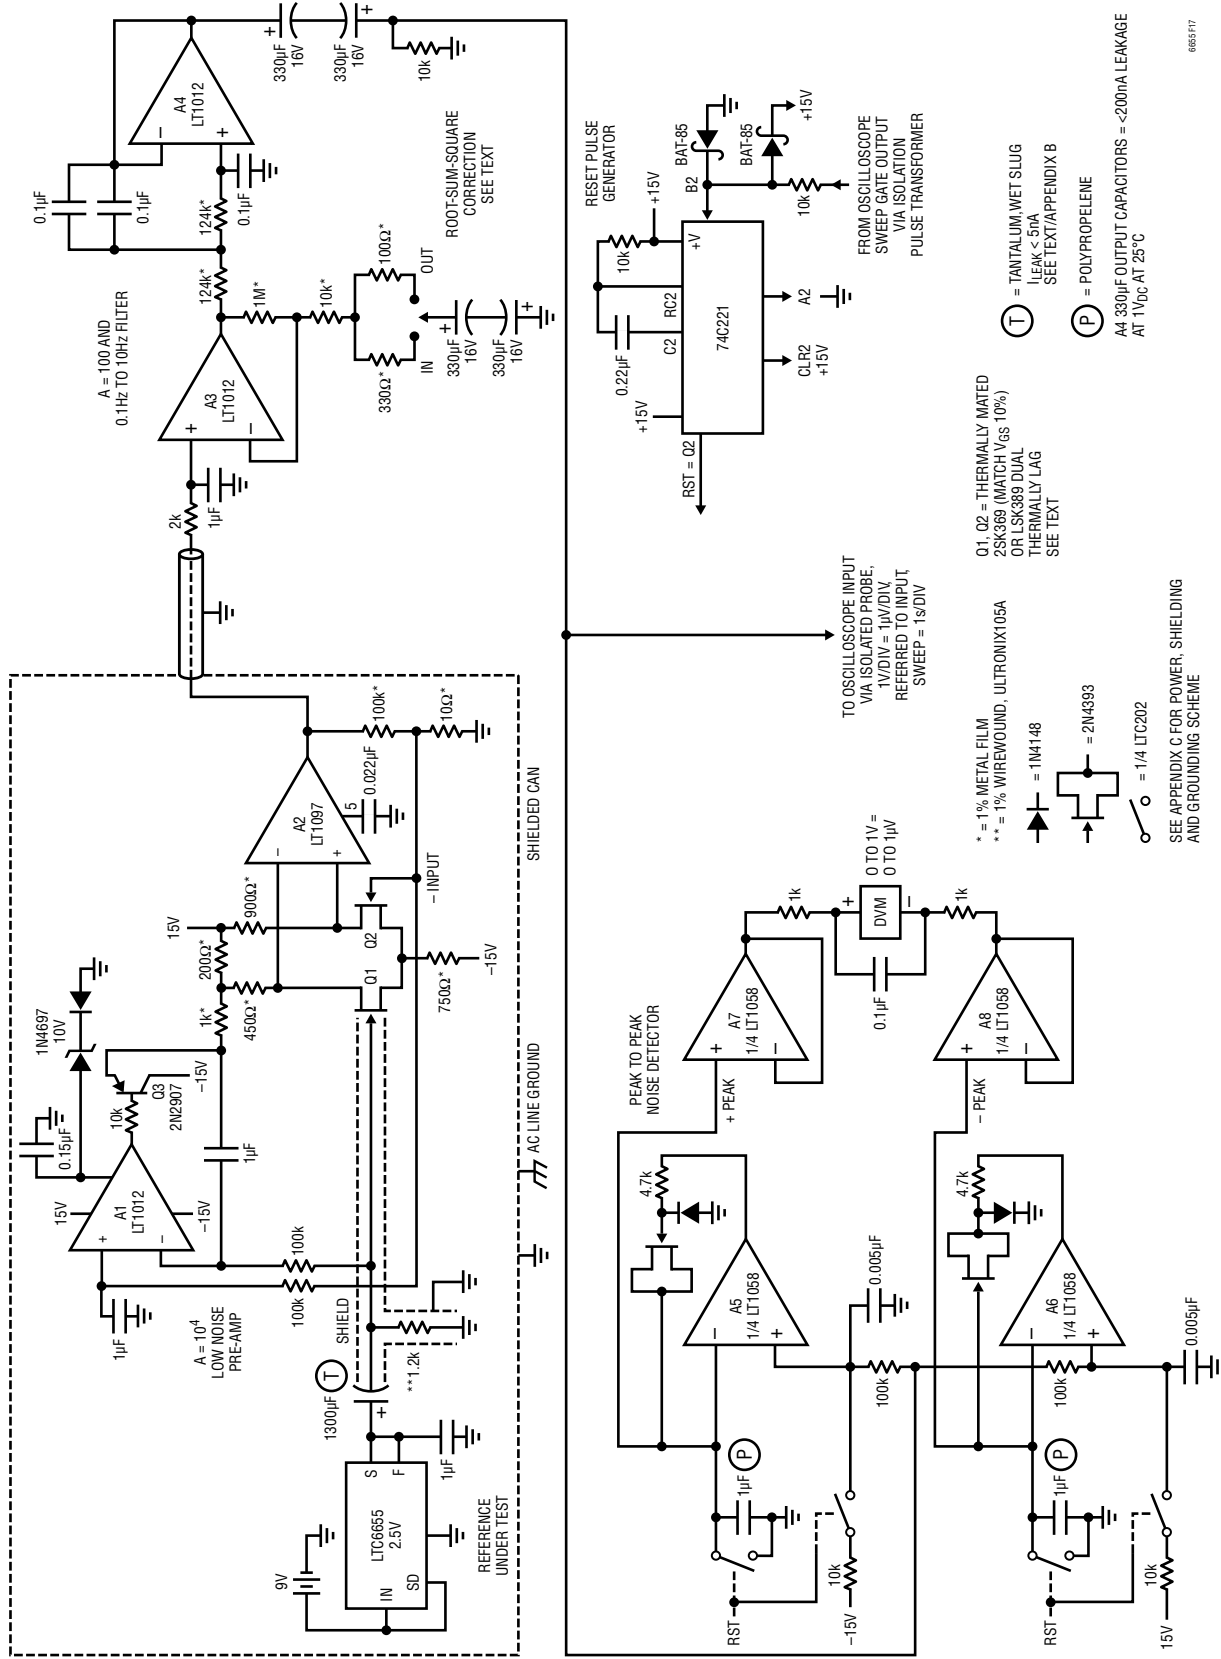 1N4697
10V
0.15µF
15V
A1
LT1012
+
–
–15V
10k
Q3
2N2907
–15V
1µF
1µF
A = 10⁴
LOW NOISE
PRE-AMP
100k
100k
1k*
200Ω*
15V
900Ω*
450Ω*
–
+
A2
LT1097
5
0.022µF
100k*
10Ω*
Q1
Q2
– INPUT
750Ω*
–15V
SHIELD
**1.2k
T
1300µF
+
9V
IN
SD
LTC6655
2.5V
S
F
1µF
REFERENCE
UNDER TEST
AC LINE GROUND
SHIELDED CAN
A = 100 AND
0.1Hz TO 10Hz FILTER
2k
1µF
+
–
A3
LT1012
124k*
1M*
10k*
330Ω*
100Ω*
IN
OUT
+
330µF
16V
330µF
16V
+
ROOT-SUM-SQUARE
CORRECTION
SEE TEXT
0.1µF
0.1µF
124k*
0.1µF
–
+
A4
LT1012
+
330µF
16V
330µF
16V
+
10k
TO OSCILLOSCOPE INPUT
VIA ISOLATED PROBE,
1V/DIV = 1µV/DIV,
REFERRED TO INPUT,
SWEEP = 1s/DIV
RESET PULSE
GENERATOR
0.22µF
10k
+15V
+15V
C2
RC2
+V
74C221
RST = Q2
CLR2
+15V
A2
B2
BAT-85
BAT-85
+15V
10k
FROM OSCILLOSCOPE
SWEEP GATE OUTPUT
VIA ISOLATION
PULSE TRANSFORMER
PEAK TO PEAK
NOISE DETECTOR
4.7k
–
+
A5
1/4 LT1058
0.005µF
100k
P
1µF
RST
10k
–15V
+ PEAK
+
–
A7
1/4 LT1058
1k
+
DVM
–
0 TO 1V =
0 TO 1µV
0.1µF
1k
4.7k
–
+
A6
1/4 LT1058
100k
0.005µF
P
1µF
RST
10k
15V
– PEAK
+
–
A8
1/4 LT1058
* = 1% METAL FILM
** = 1% WIREWOUND, ULTRONIX105A
= 1N4148
= 2N4393
= 1/4 LTC202
SEE APPENDIX C FOR POWER, SHIELDING
AND GROUNDING SCHEME
Q1, Q2 = THERMALLY MATED
2SK369 (MATCH VGS 10%)
OR LSK389 DUAL
THERMALLY LAG
SEE TEXT
T = TANTALUM,WET SLUG
ILEAK < 5nA
SEE TEXT/APPENDIX B
P = POLYPROPELENE
A4 330µF OUTPUT CAPACITORS = <200nA LEAKAGE
AT 1VDC AT 25°C
6655 F17